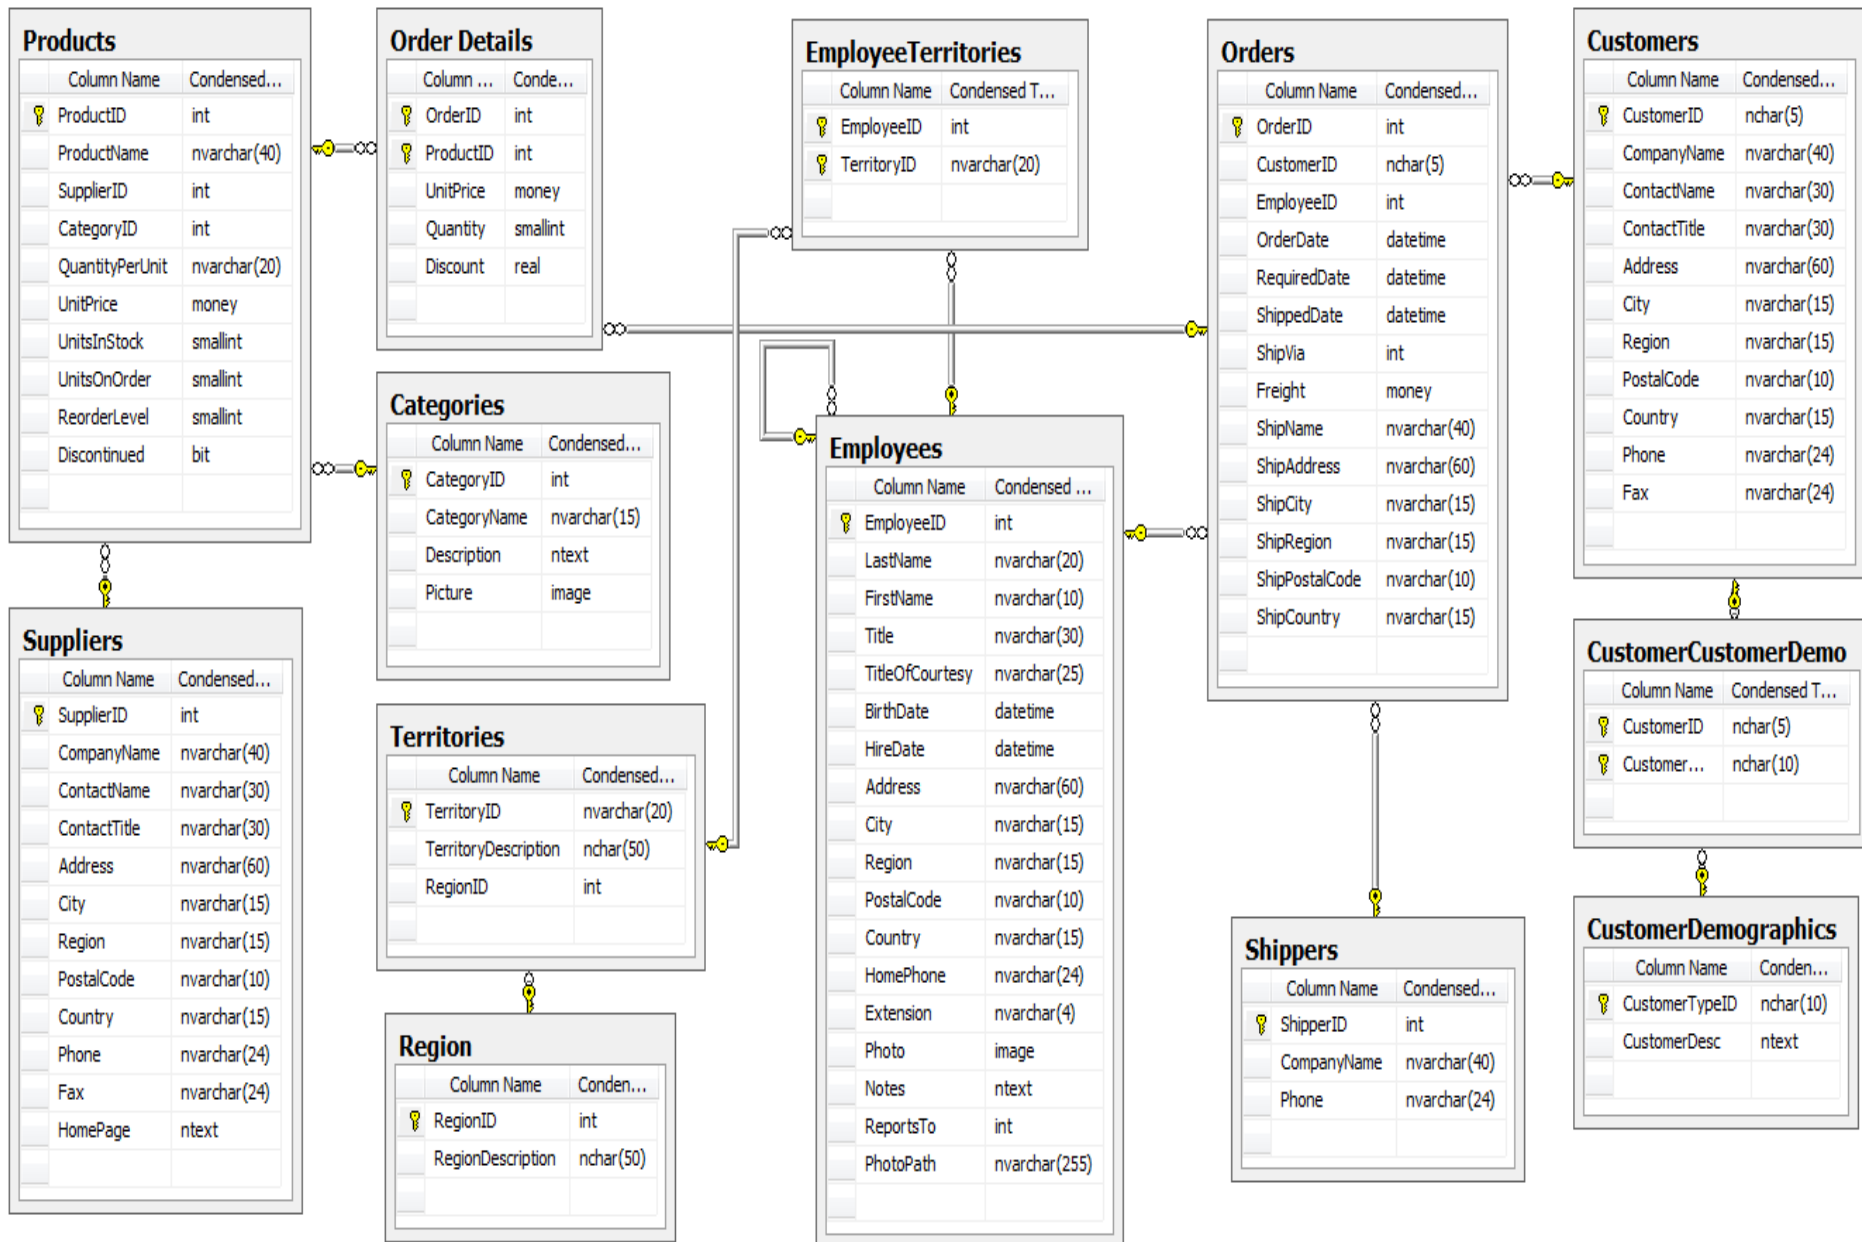 Products
Column Name Condensed...
ProductID int
ProductName nvarchar(40)
SupplierID int
CategoryID int
QuantityPerUnit nvarchar(20)
UnitPrice money
UnitsInStock smallint
UnitsOnOrder smallint
ReorderLevel smallint
Discontinued bit
Order Details
Column ... Conde...
OrderID int
ProductID int
UnitPrice money
Quantity smallint
Discount real
EmployeeTerritories
Column Name Condensed T...
EmployeeID int
TerritoryID nvarchar(20)
Orders
Column Name Condensed...
OrderID int
CustomerID nchar(5)
EmployeeID int
OrderDate datetime
RequiredDate datetime
ShippedDate datetime
ShipVia int
Freight money
ShipName nvarchar(40)
ShipAddress nvarchar(60)
ShipCity nvarchar(15)
ShipRegion nvarchar(15)
ShipPostalCode nvarchar(10)
ShipCountry nvarchar(15)
Customers
Column Name Condensed...
CustomerID nchar(5)
CompanyName nvarchar(40)
ContactName nvarchar(30)
ContactTitle nvarchar(30)
Address nvarchar(60)
City nvarchar(15)
Region nvarchar(15)
PostalCode nvarchar(10)
Country nvarchar(15)
Phone nvarchar(24)
Fax nvarchar(24)
Categories
Column Name Condensed...
CategoryID int
CategoryName nvarchar(15)
Description ntext
Picture image
Employees
Column Name Condensed ...
EmployeeID int
LastName nvarchar(20)
FirstName nvarchar(10)
Title nvarchar(30)
TitleOfCourtesy nvarchar(25)
BirthDate datetime
HireDate datetime
Address nvarchar(60)
City nvarchar(15)
Region nvarchar(15)
PostalCode nvarchar(10)
Country nvarchar(15)
HomePhone nvarchar(24)
Extension nvarchar(4)
Photo image
Notes ntext
ReportsTo int
PhotoPath nvarchar(255)
Suppliers
Column Name Condensed...
SupplierID int
CompanyName nvarchar(40)
ContactName nvarchar(30)
ContactTitle nvarchar(30)
Address nvarchar(60)
City nvarchar(15)
Region nvarchar(15)
PostalCode nvarchar(10)
Country nvarchar(15)
Phone nvarchar(24)
Fax nvarchar(24)
HomePage ntext
Territories
Column Name Condensed...
TerritoryID nvarchar(20)
TerritoryDescription nchar(50)
RegionID int
Region
Column Name Conden...
RegionID int
RegionDescription nchar(50)
Shippers
Column Name Condensed...
ShipperID int
CompanyName nvarchar(40)
Phone nvarchar(24)
CustomerCustomerDemo
Column Name Condensed T...
CustomerID nchar(5)
Customer... nchar(10)
CustomerDemographics
Column Name Conden...
CustomerTypeID nchar(10)
CustomerDesc ntext